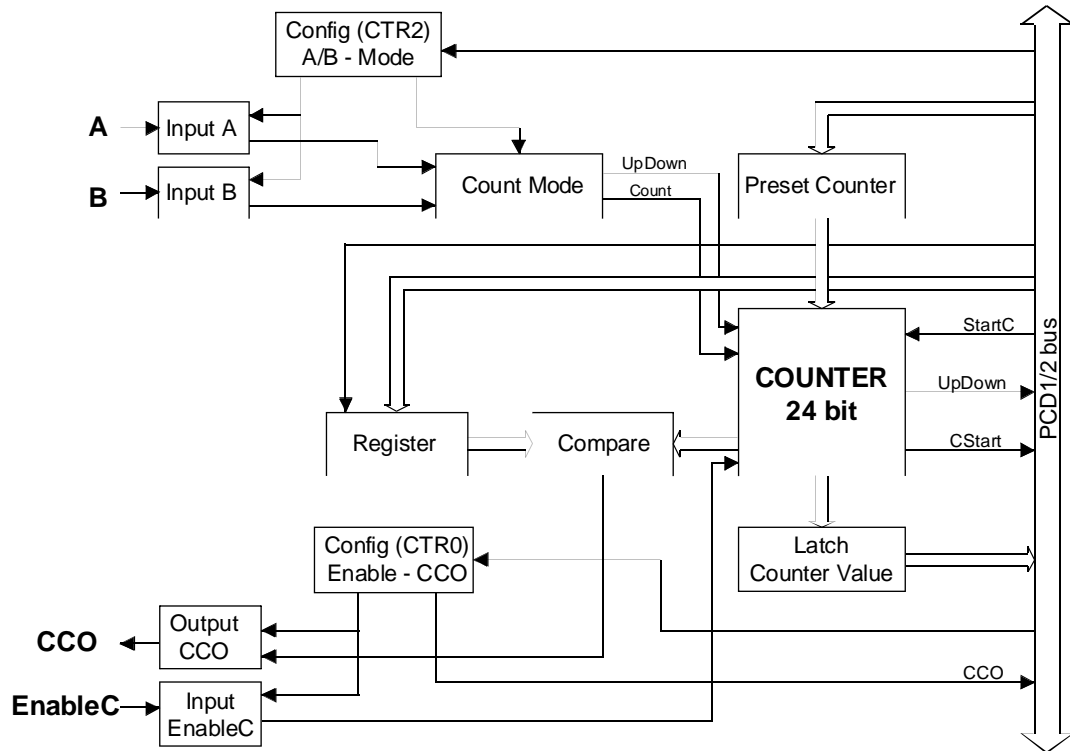 Config (CTR2)
A/B - Mode
A
Input A
B
Input B
Count Mode
UpDown
Count
Preset Counter
StartC
COUNTER
24 bit
UpDown
CStart
PCD1/2 bus
Register
Compare
Config (CTR0)
Enable - CCO
Latch
Counter Value
CCO
Output
CCO
CCO
EnableC
Input
EnableC